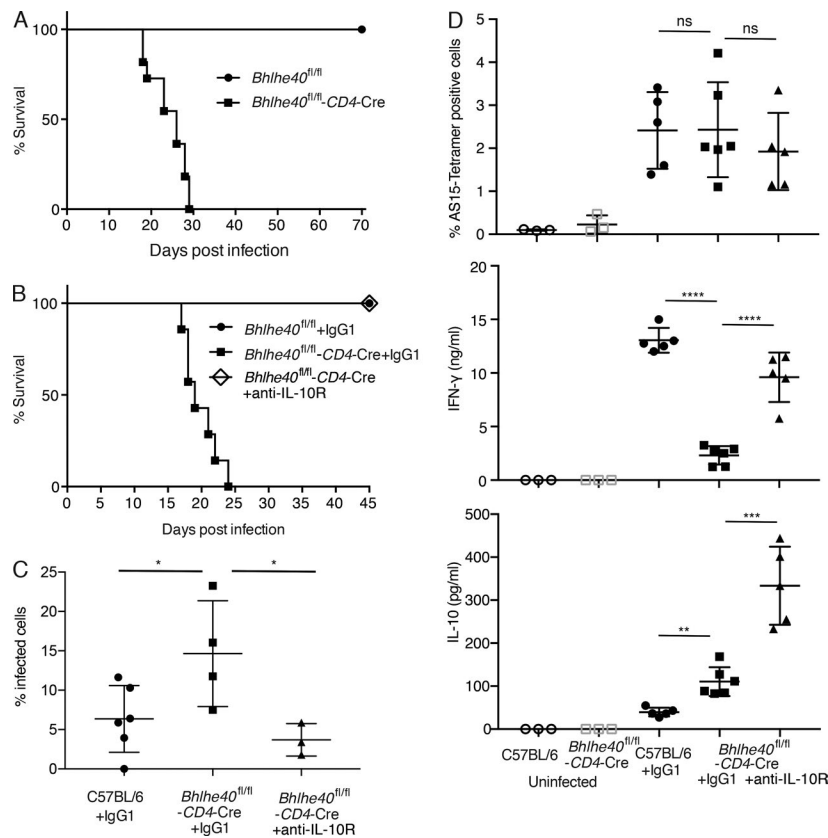 A
100
50
0
% Survival
0 10 20 30 40 50 60 70
Days post infection
Bhlhe40fl/fl
Bhlhe40fl/fl-CD4-Cre
B
100
50
0
% Survival
0 5 10 15 20 25 30 35 40 45
Days post infection
Bhlhe40fl/fl+IgG1
Bhlhe40fl/fl-CD4-Cre+IgG1
Bhlhe40fl/fl-CD4-Cre
+anti-IL-10R
C
25
20
15
10
5
0
% infected cells
* *
C57BL/6
+IgG1
Bhlhe40fl/fl
-CD4-Cre
+IgG1
Bhlhe40fl/fl
-CD4-Cre
+anti-IL-10R
D
5
4
3
2
1
0
% AS15-Tetramer positive cells
ns ns
15
10
5
0
IFN-γ (ng/ml)
**** ****
500
400
300
200
100
0
IL-10 (pg/ml)
** ***
C57BL/6
Bhlhe40fl/fl
-CD4-Cre
Uninfected
C57BL/6
+IgG1
Bhlhe40fl/fl
-CD4-Cre
+IgG1 +anti-IL-10R